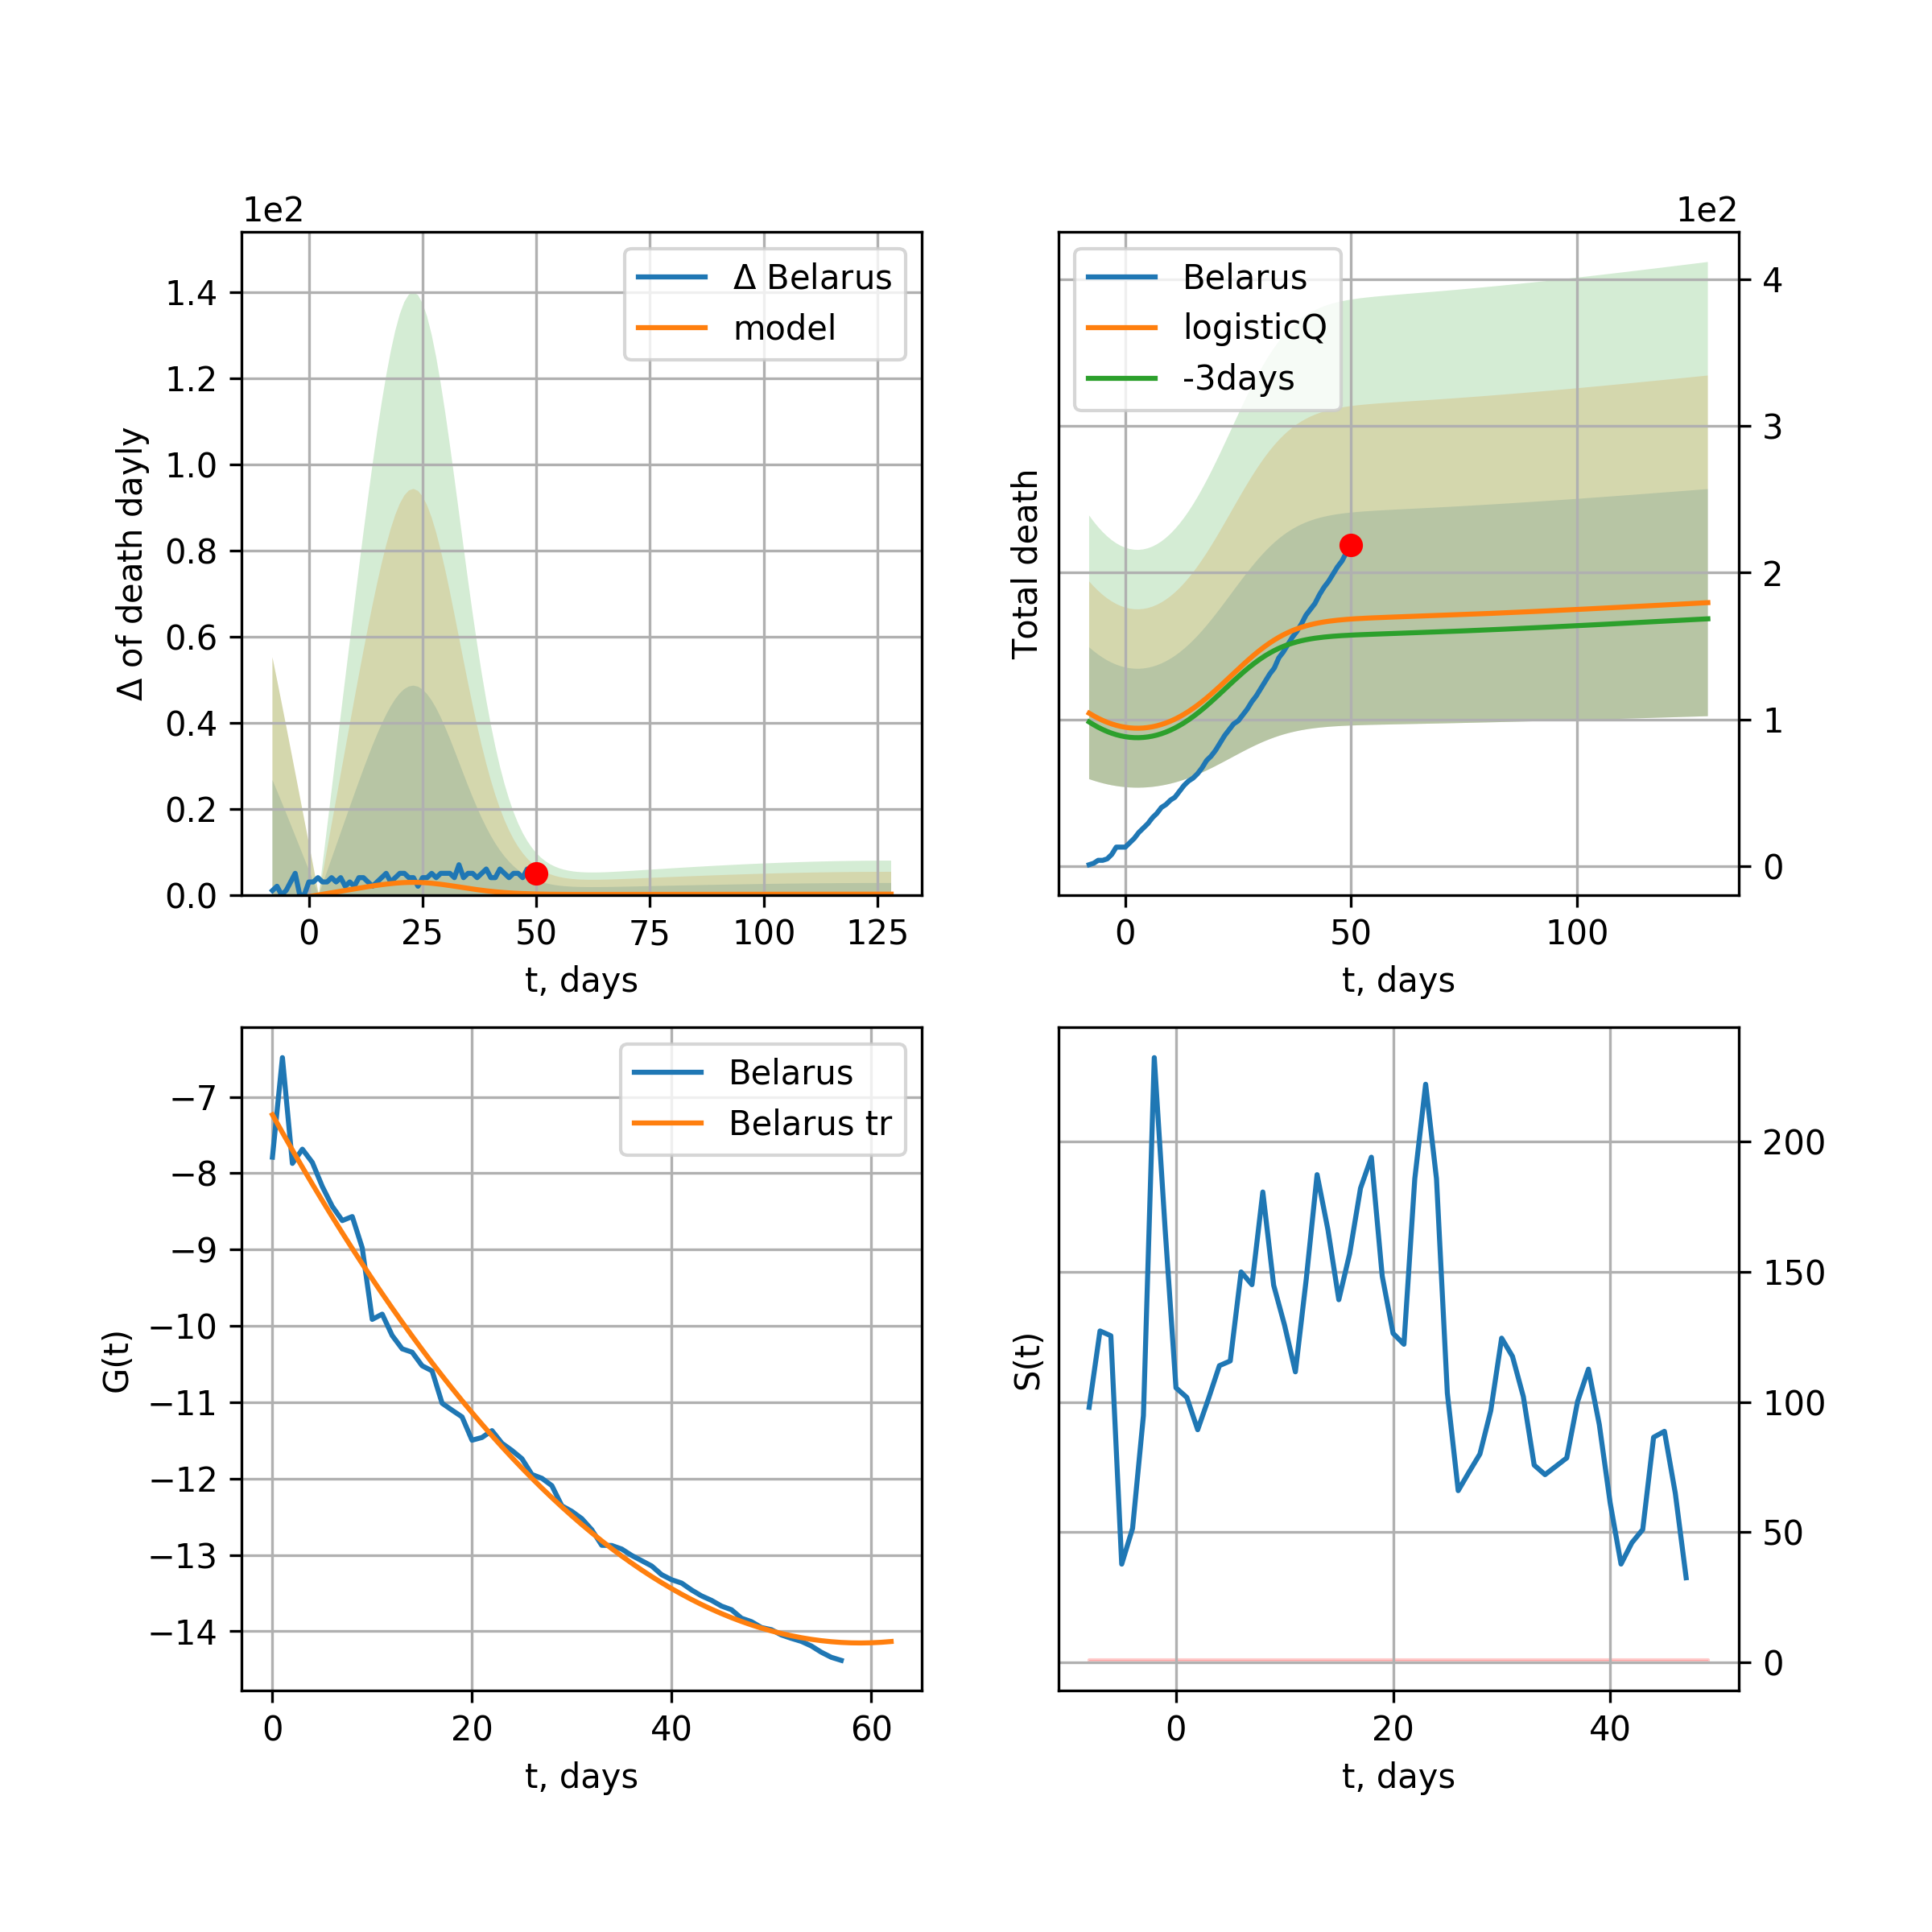 1e2
Δ Belarus
model
1.4
1.2
1.0
0.8
0.6
0.4
0.2
0.0
Δ of death dayly
0 25 50 75 100 125
t, days
1e2
Belarus
logisticQ
-3days
4
3
2
1
0
Total death
0 50 100
t, days
Belarus
Belarus tr
−7
−8
−9
−10
−11
−12
−13
−14
G(t)
0 20 40 60
t, days
200
150
100
50
0
S(t)
0 20 40
t, days